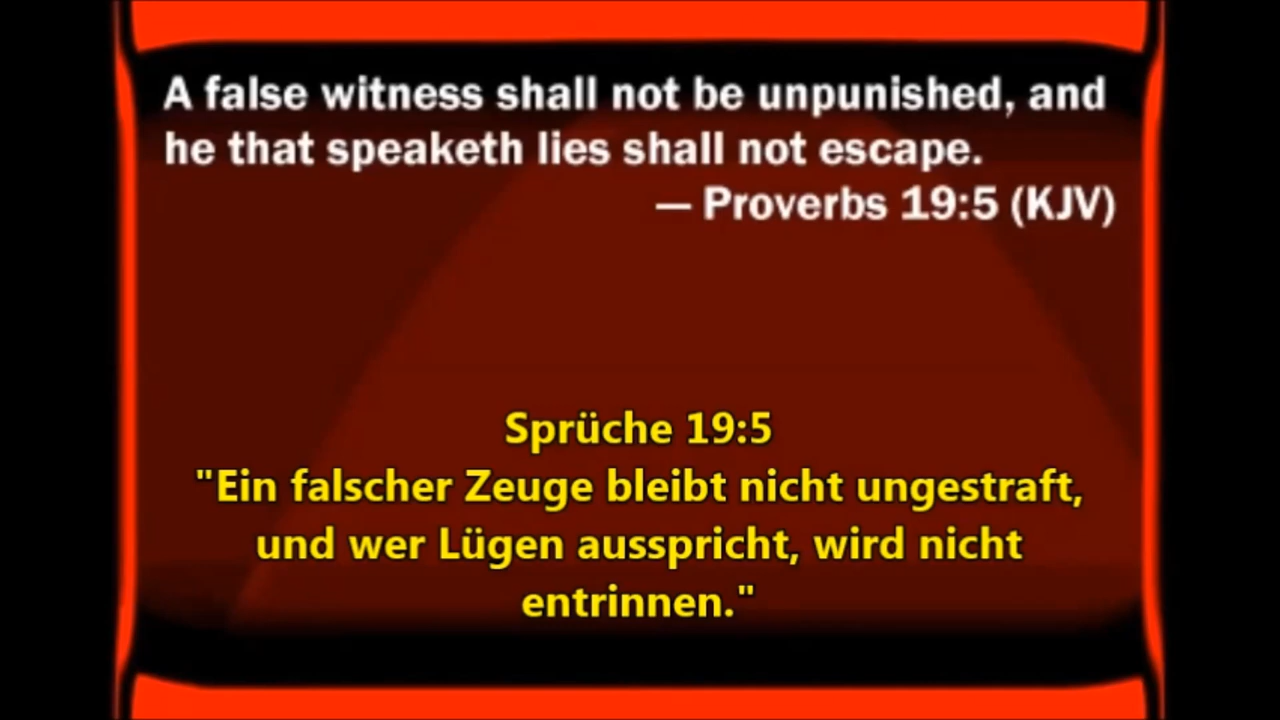 A false witness shall not be unpunished, and
he that speaketh lies shall not escape.
— Proverbs 19:5 (KJV)
Sprüche 19:5
"Ein falscher Zeuge bleibt nicht ungestraft,
und wer Lügen ausspricht, wird nicht
entrinnen."